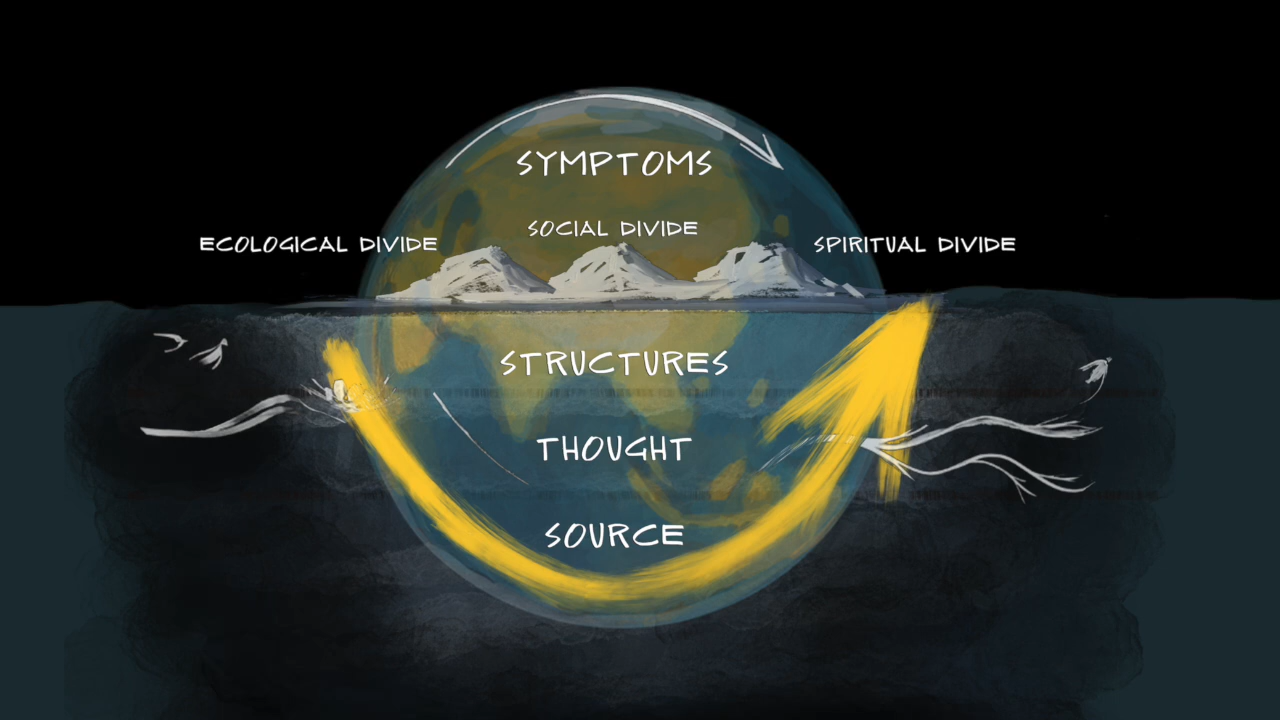 SYMPTOMS
SOCIAL DIVIDE
ECOLOGICAL DIVIDE
SPIRITUAL DIVIDE
STRUCTURES
THOUGHT
SOURCE